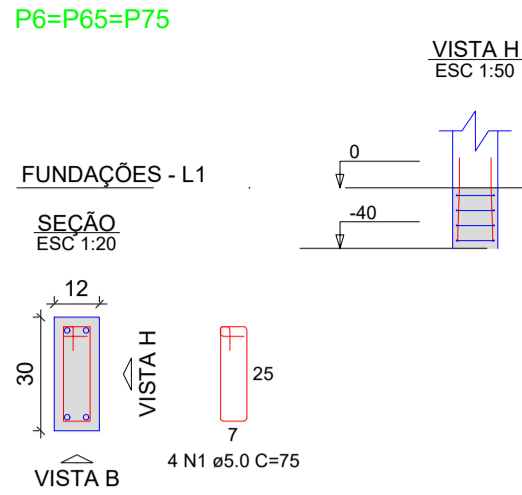 P6=P65=P75
VISTA H
ESC 1:50
0
FUNDAÇÕES - L1
-40
SEÇÃO
ESC 1:20
12
30
VISTA H
25
7
4 N1 ø5.0 C=75
VISTA B